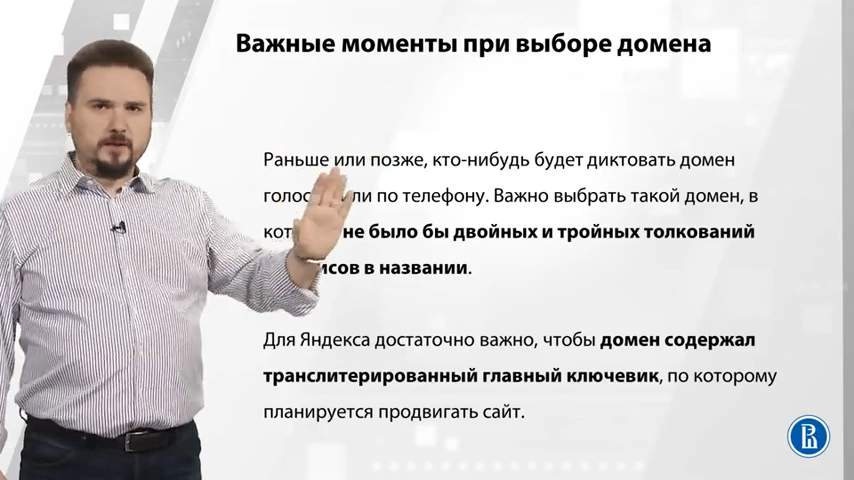 Важные моменты при выборе домена
Раньше или позже, кто-нибудь будет диктовать домен
или по телефону. Важно выбрать такой домен, в
не было бы двойных и тройных толкований
в названии.
Для Яндекса достаточно важно, чтобы домен содержал
транслитерированный главный ключевик, по которому
планируется продвигать сайт.